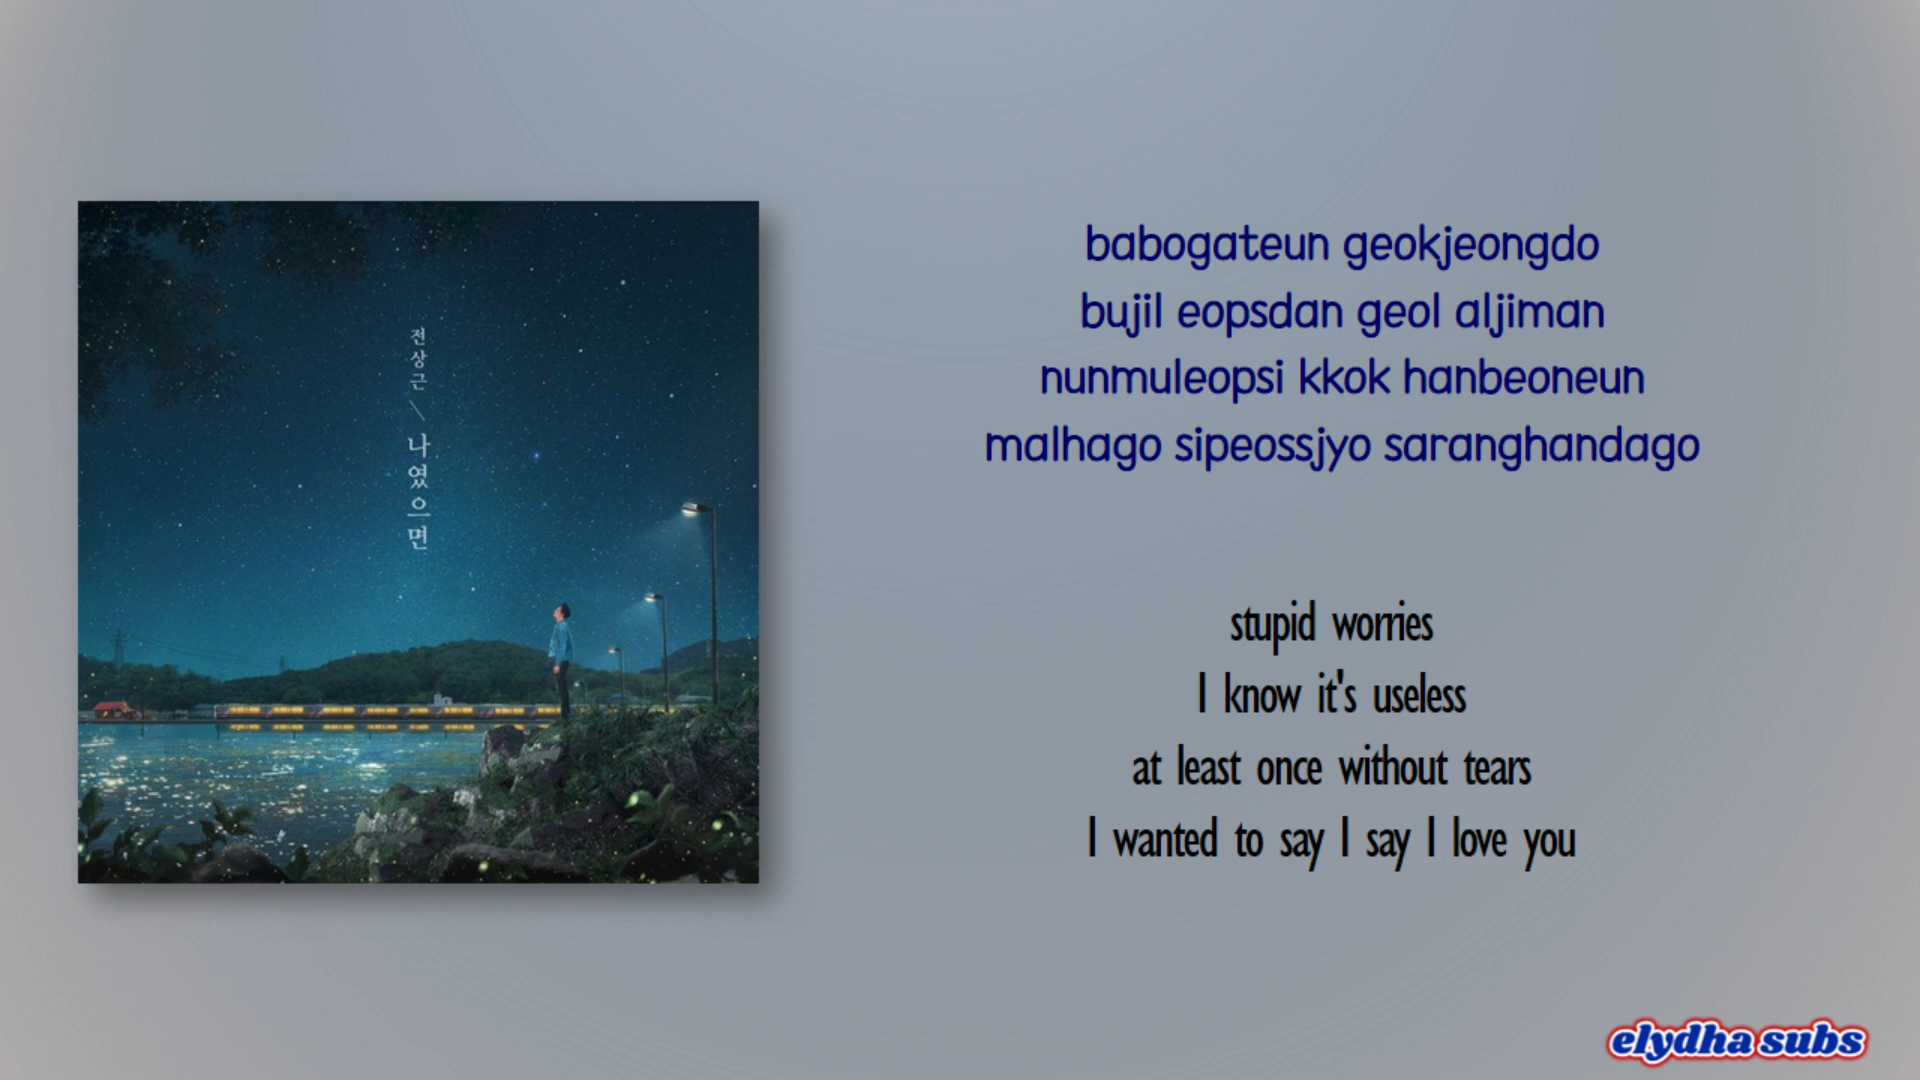 전상근 \ 나였으면
babogateun geokjeongdo
bujil eopsdan geol aljiman
nunmuleopsi kkok hanbeoneun
malhago sipeossjyo saranghandago
stupid worries
I know it's useless
at least once without tears
I wanted to say I say I love you
elydha subs